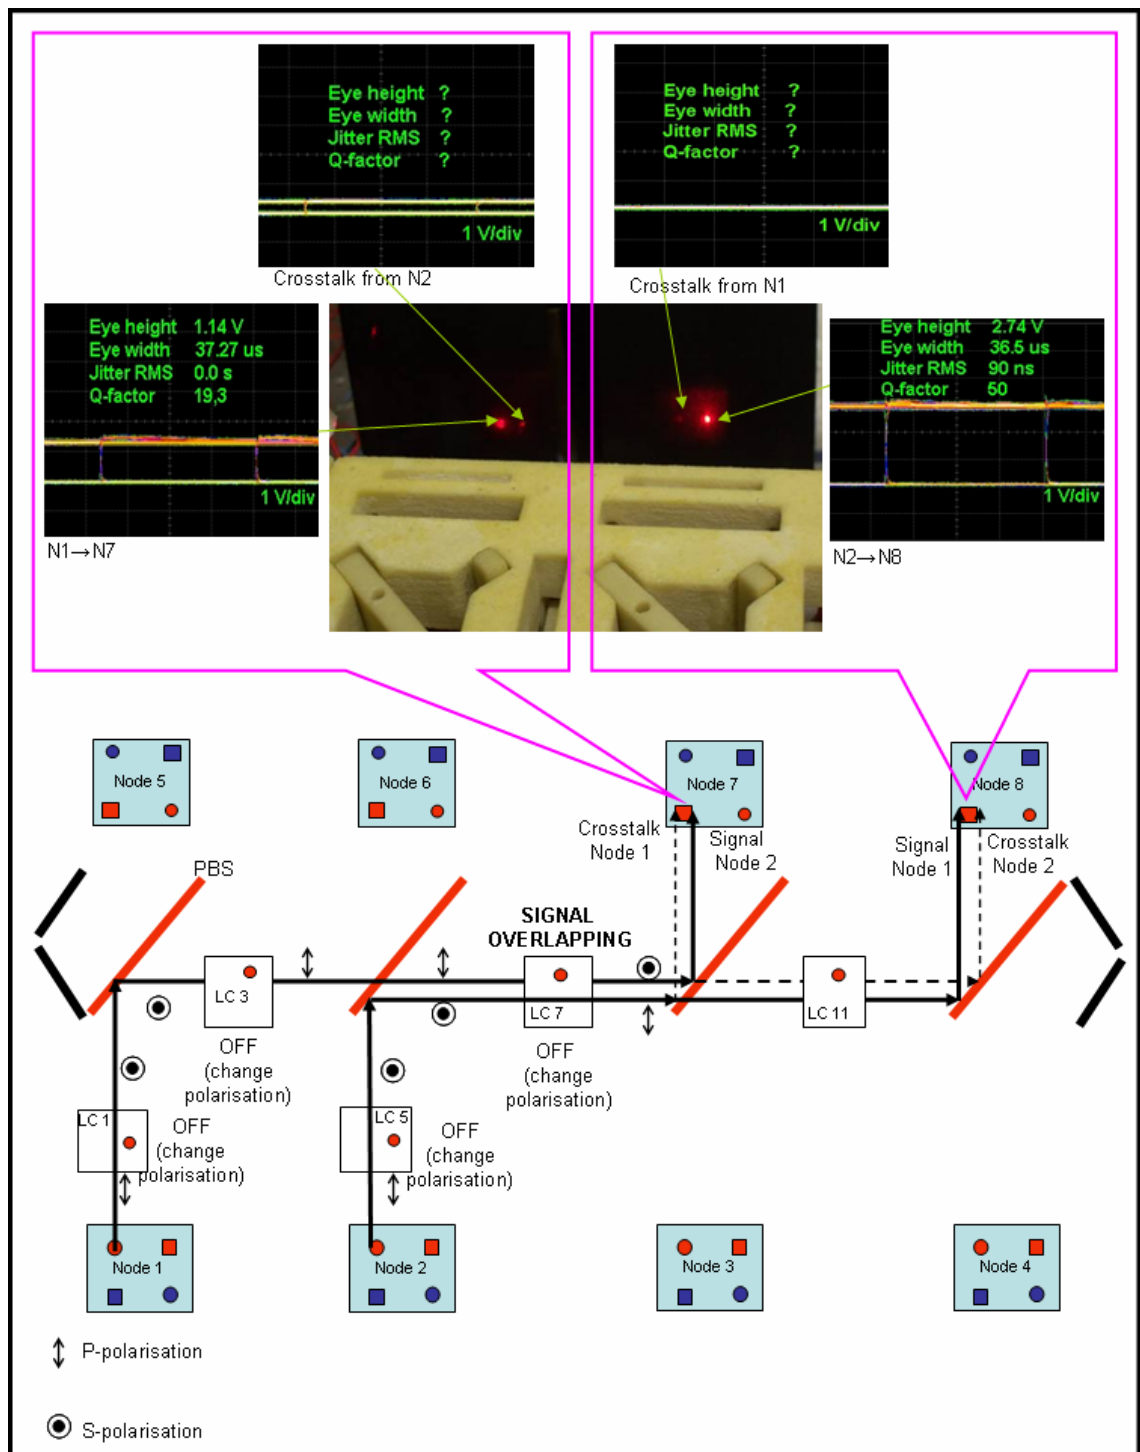 Eye height ?
Eye width ?
Jitter RMS ?
Q-factor ?
1 V/div
Crosstalk from N2
Eye height ?
Eye width ?
Jitter RMS ?
Q-factor ?
1 V/div
Crosstalk from N1
Eye height 1.14 V
Eye width 37.27 us
Jitter RMS 0.0 s
Q-factor 19,3
1 V/div
N1→N7
Eye height 2.74 V
Eye width 36.5 us
Jitter RMS 90 ns
Q-factor 50
1 V/div
N2→N8
Node 5
Node 6
Node 7
Node 8
Crosstalk
Node 1
Signal
Node 2
Signal
Node 1
Crosstalk
Node 2
PBS
SIGNAL
OVERLAPPING
LC 3
LC 7
LC 11
OFF
(change
polarisation)
OFF
(change
polarisation)
LC 1
OFF
(change
polarisation)
LC 5
OFF
(change
polarisation)
Node 1
Node 2
Node 3
Node 4
P-polarisation
S-polarisation